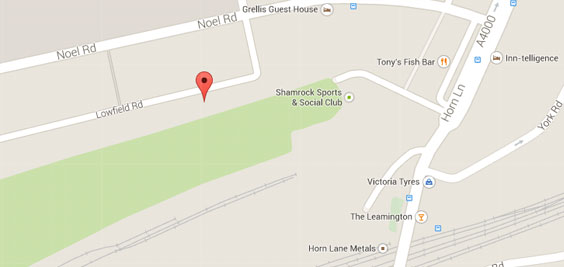 Grellis Guest House
Noel Rd
Noel Rd
A4000
Tony's Fish Bar
Inn-telligence
Shamrock Sports
& Social Club
Lowfield Rd
Horn Ln
York Rd
Victoria Tyres
The Leamington
Horn Lane Metals